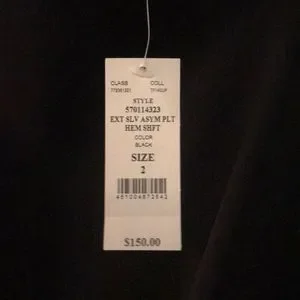 CLASS COLL
STYLE
570114323
EXT SLV ASYM PLT
HEM SHFT
COLOR
BLACK
SIZE
2
$150.00